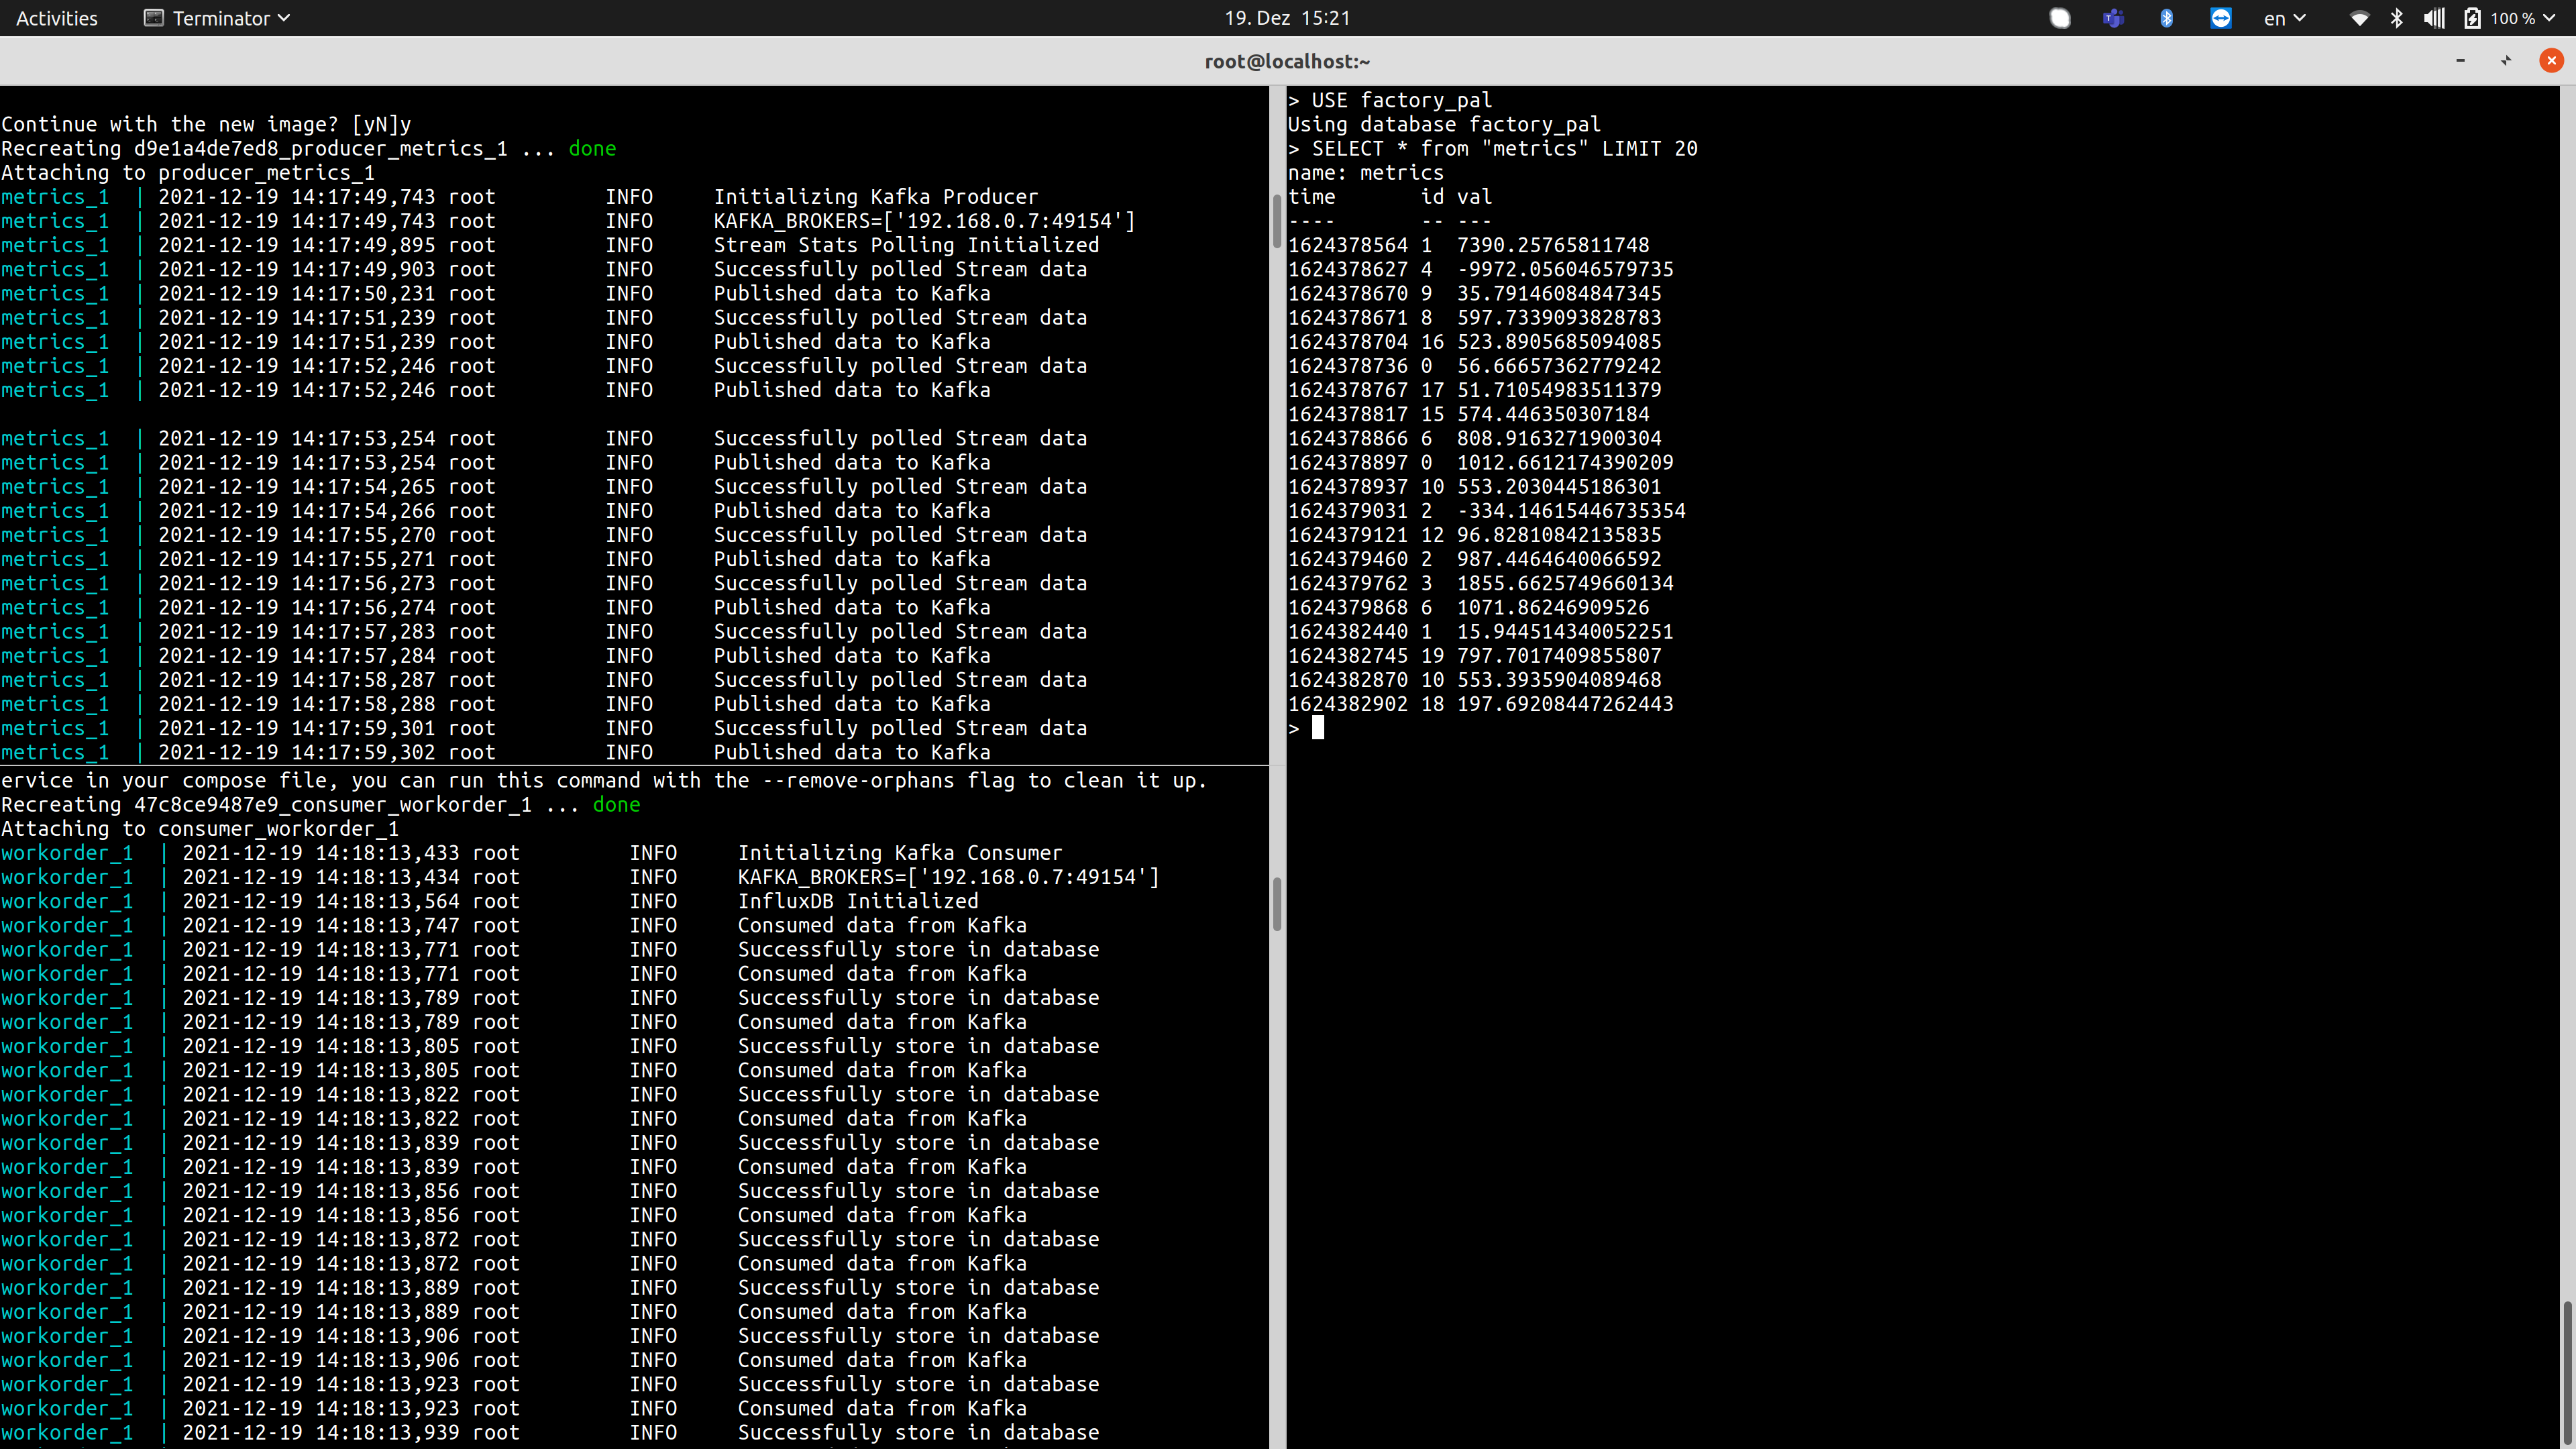 Activities Terminator 19. Dez 15:21 en 100 %
root@localhost:~
Continue with the new image? [yN]y
Recreating d9e1a4de7ed8_producer_metrics_1 ... done
Attaching to producer_metrics_1
metrics_1 | 2021-12-19 14:17:49,743 root INFO Initializing Kafka Producer
metrics_1 | 2021-12-19 14:17:49,743 root INFO KAFKA_BROKERS=['192.168.0.7:49154']
metrics_1 | 2021-12-19 14:17:49,895 root INFO Stream Stats Polling Initialized
metrics_1 | 2021-12-19 14:17:49,903 root INFO Successfully polled Stream data
metrics_1 | 2021-12-19 14:17:50,231 root INFO Published data to Kafka
metrics_1 | 2021-12-19 14:17:51,239 root INFO Successfully polled Stream data
metrics_1 | 2021-12-19 14:17:51,239 root INFO Published data to Kafka
metrics_1 | 2021-12-19 14:17:52,246 root INFO Successfully polled Stream data
metrics_1 | 2021-12-19 14:17:52,246 root INFO Published data to Kafka
metrics_1 | 2021-12-19 14:17:53,254 root INFO Successfully polled Stream data
metrics_1 | 2021-12-19 14:17:53,254 root INFO Published data to Kafka
metrics_1 | 2021-12-19 14:17:54,265 root INFO Successfully polled Stream data
metrics_1 | 2021-12-19 14:17:54,266 root INFO Published data to Kafka
metrics_1 | 2021-12-19 14:17:55,270 root INFO Successfully polled Stream data
metrics_1 | 2021-12-19 14:17:55,271 root INFO Published data to Kafka
metrics_1 | 2021-12-19 14:17:56,273 root INFO Successfully polled Stream data
metrics_1 | 2021-12-19 14:17:56,274 root INFO Published data to Kafka
metrics_1 | 2021-12-19 14:17:57,283 root INFO Successfully polled Stream data
metrics_1 | 2021-12-19 14:17:57,284 root INFO Published data to Kafka
metrics_1 | 2021-12-19 14:17:58,287 root INFO Successfully polled Stream data
metrics_1 | 2021-12-19 14:17:58,288 root INFO Published data to Kafka
metrics_1 | 2021-12-19 14:17:59,301 root INFO Successfully polled Stream data
metrics_1 | 2021-12-19 14:17:59,302 root INFO Published data to Kafka
ervice in your compose file, you can run this command with the --remove-orphans flag to clean it up.
Recreating 47c8ce9487e9_consumer_workorder_1 ... done
Attaching to consumer_workorder_1
workorder_1 | 2021-12-19 14:18:13,433 root INFO Initializing Kafka Consumer
workorder_1 | 2021-12-19 14:18:13,434 root INFO KAFKA_BROKERS=['192.168.0.7:49154']
workorder_1 | 2021-12-19 14:18:13,564 root INFO InfluxDB Initialized
workorder_1 | 2021-12-19 14:18:13,747 root INFO Consumed data from Kafka
workorder_1 | 2021-12-19 14:18:13,771 root INFO Successfully store in database
workorder_1 | 2021-12-19 14:18:13,771 root INFO Consumed data from Kafka
workorder_1 | 2021-12-19 14:18:13,789 root INFO Successfully store in database
workorder_1 | 2021-12-19 14:18:13,789 root INFO Consumed data from Kafka
workorder_1 | 2021-12-19 14:18:13,805 root INFO Successfully store in database
workorder_1 | 2021-12-19 14:18:13,805 root INFO Consumed data from Kafka
workorder_1 | 2021-12-19 14:18:13,822 root INFO Successfully store in database
workorder_1 | 2021-12-19 14:18:13,822 root INFO Consumed data from Kafka
workorder_1 | 2021-12-19 14:18:13,839 root INFO Successfully store in database
workorder_1 | 2021-12-19 14:18:13,839 root INFO Consumed data from Kafka
workorder_1 | 2021-12-19 14:18:13,856 root INFO Successfully store in database
workorder_1 | 2021-12-19 14:18:13,856 root INFO Consumed data from Kafka
workorder_1 | 2021-12-19 14:18:13,872 root INFO Successfully store in database
workorder_1 | 2021-12-19 14:18:13,872 root INFO Consumed data from Kafka
workorder_1 | 2021-12-19 14:18:13,889 root INFO Successfully store in database
workorder_1 | 2021-12-19 14:18:13,889 root INFO Consumed data from Kafka
workorder_1 | 2021-12-19 14:18:13,906 root INFO Successfully store in database
workorder_1 | 2021-12-19 14:18:13,906 root INFO Consumed data from Kafka
workorder_1 | 2021-12-19 14:18:13,923 root INFO Successfully store in database
workorder_1 | 2021-12-19 14:18:13,923 root INFO Consumed data from Kafka
workorder_1 | 2021-12-19 14:18:13,939 root INFO Successfully store in database
> USE factory_pal
Using database factory_pal
> SELECT * from "metrics" LIMIT 20
name: metrics
time id val
---- -- ---
1624378564 1 7390.25765811748
1624378627 4 -9972.056046579735
1624378670 9 35.79146084847345
1624378671 8 597.7339093828783
1624378704 16 523.8905685094085
1624378736 0 56.66657362779242
1624378767 17 51.71054983511379
1624378817 15 574.446350307184
1624378866 6 808.9163271900304
1624378897 0 1012.6612174390209
1624378937 10 553.2030445186301
1624379031 2 -334.14615446735354
1624379121 12 96.82810842135835
1624379460 2 987.4464640066592
1624379762 3 1855.6625749660134
1624379868 6 1071.86246909526
1624382440 1 15.944514340052251
1624382745 19 797.7017409855807
1624382870 10 553.3935904089468
1624382902 18 197.69208447262443
>